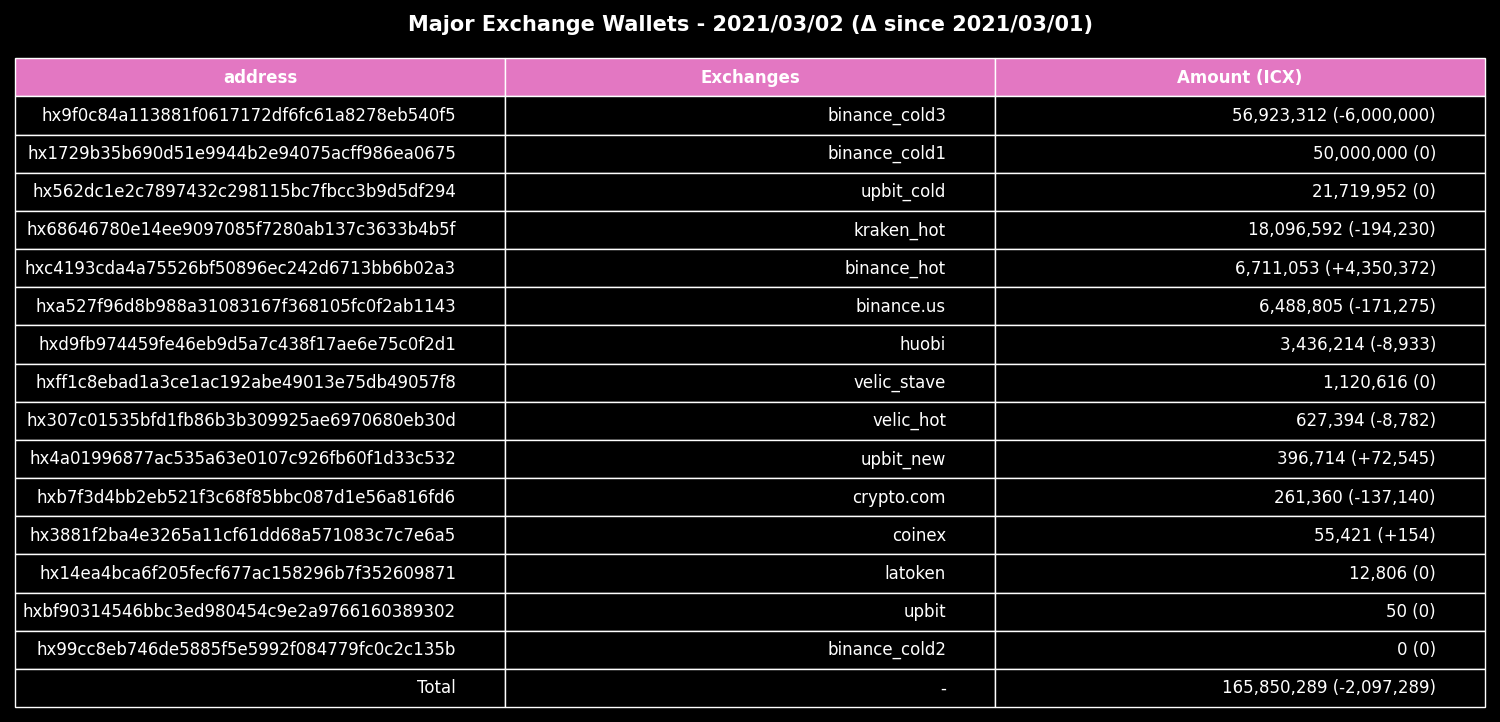 Major Exchange Wallets - 2021/03/02 (Δ since 2021/03/01)
address Exchanges Amount (ICX)
hx9f0c84a113881f0617172df6fc61a8278eb540f5 binance_cold3 56,923,312 (-6,000,000)
hx1729b35b690d51e9944b2e94075acff986ea0675 binance_cold1 50,000,000 (0)
hx562dc1e2c7897432c298115bc7fbcc3b9d5df294 upbit_cold 21,719,952 (0)
hx68646780e14ee9097085f7280ab137c3633b4b5f kraken_hot 18,096,592 (-194,230)
hxc4193cda4a75526bf50896ec242d6713bb6b02a3 binance_hot 6,711,053 (+4,350,372)
hxa527f96d8b988a31083167f368105fc0f2ab1143 binance.us 6,488,805 (-171,275)
hxd9fb974459fe46eb9d5a7c438f17ae6e75c0f2d1 huobi 3,436,214 (-8,933)
hxff1c8ebad1a3ce1ac192abe49013e75db49057f8 velic_stave 1,120,616 (0)
hx307c01535bfd1fb86b3b309925ae6970680eb30d velic_hot 627,394 (-8,782)
hx4a01996877ac535a63e0107c926fb60f1d33c532 upbit_new 396,714 (+72,545)
hxb7f3d4bb2eb521f3c68f85bbc087d1e56a816fd6 crypto.com 261,360 (-137,140)
hx3881f2ba4e3265a11cf61dd68a571083c7c7e6a5 coinex 55,421 (+154)
hx14ea4bca6f205fecf677ac158296b7f352609871 latoken 12,806 (0)
hxbf90314546bbc3ed980454c9e2a9766160389302 upbit 50 (0)
hx99cc8eb746de5885f5e5992f084779fc0c2c135b binance_cold2 0 (0)
Total - 165,850,289 (-2,097,289)